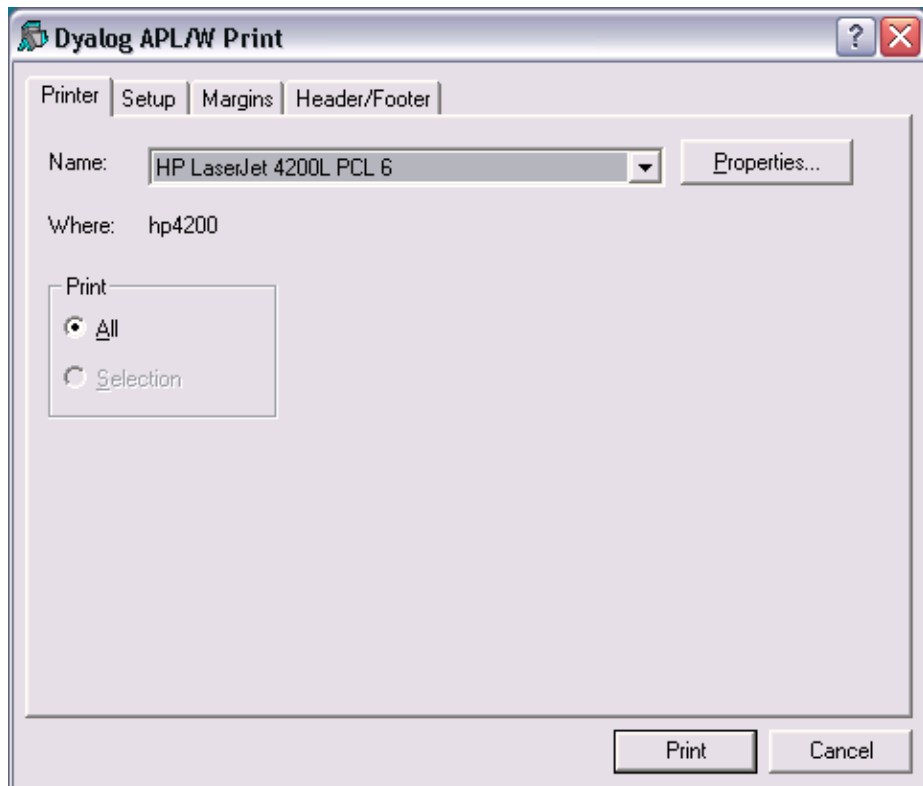 Dyalog APL/W Print
?
Printer Setup Margins Header/Footer
Name: HP LaserJet 4200L PCL 6 Properties...
Where: hp4200
Print
All
Selection
Print Cancel